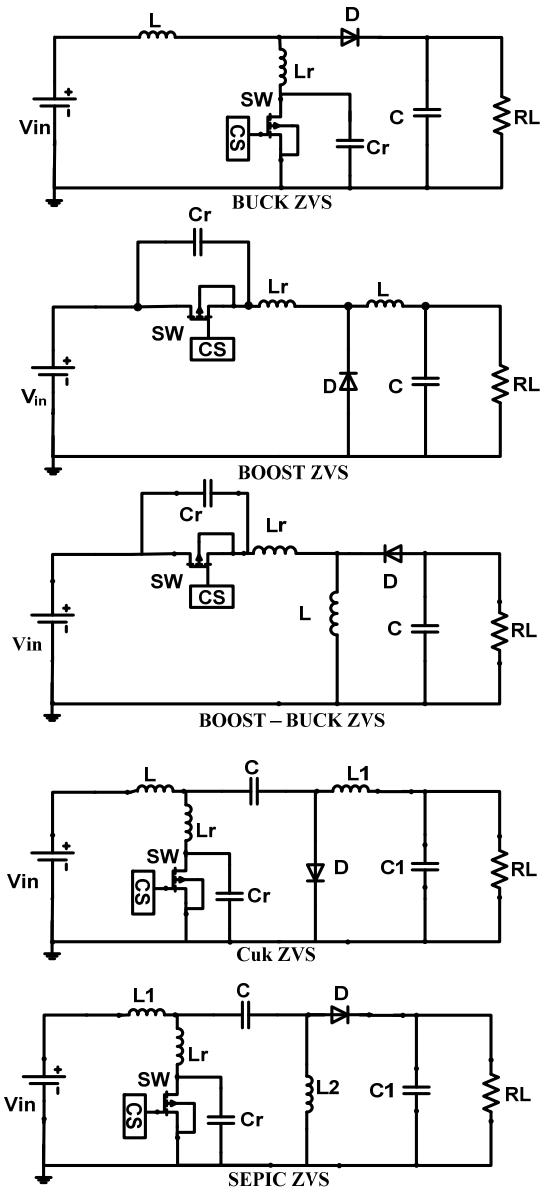 L
D
Lr
SW
Vin
CS
Cr
C
RL
BUCK ZVS
Cr
Lr
L
SW
CS
Vin
D
C
RL
BOOST ZVS
Cr
Lr
SW
CS
D
L
C
Vin
RL
BOOST – BUCK ZVS
L
C
L1
Lr
SW
Vin
CS
Cr
D
C1
RL
Cuk ZVS
L1
C
D
Lr
SW
Vin
CS
Cr
L2
C1
RL
SEPIC ZVS